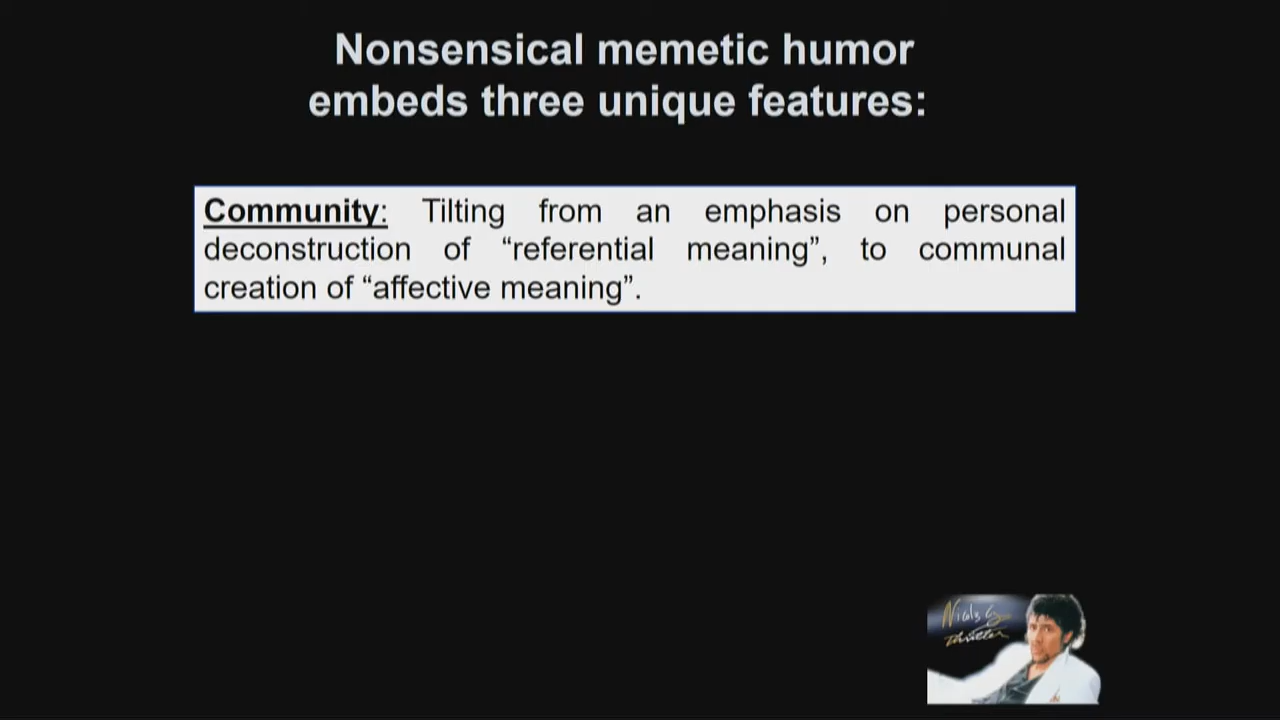 Nonsensical memetic humor
embeds three unique features:
Community: Tilting from an emphasis on personal
deconstruction of “referential meaning”, to communal
creation of “affective meaning”.
Thriller